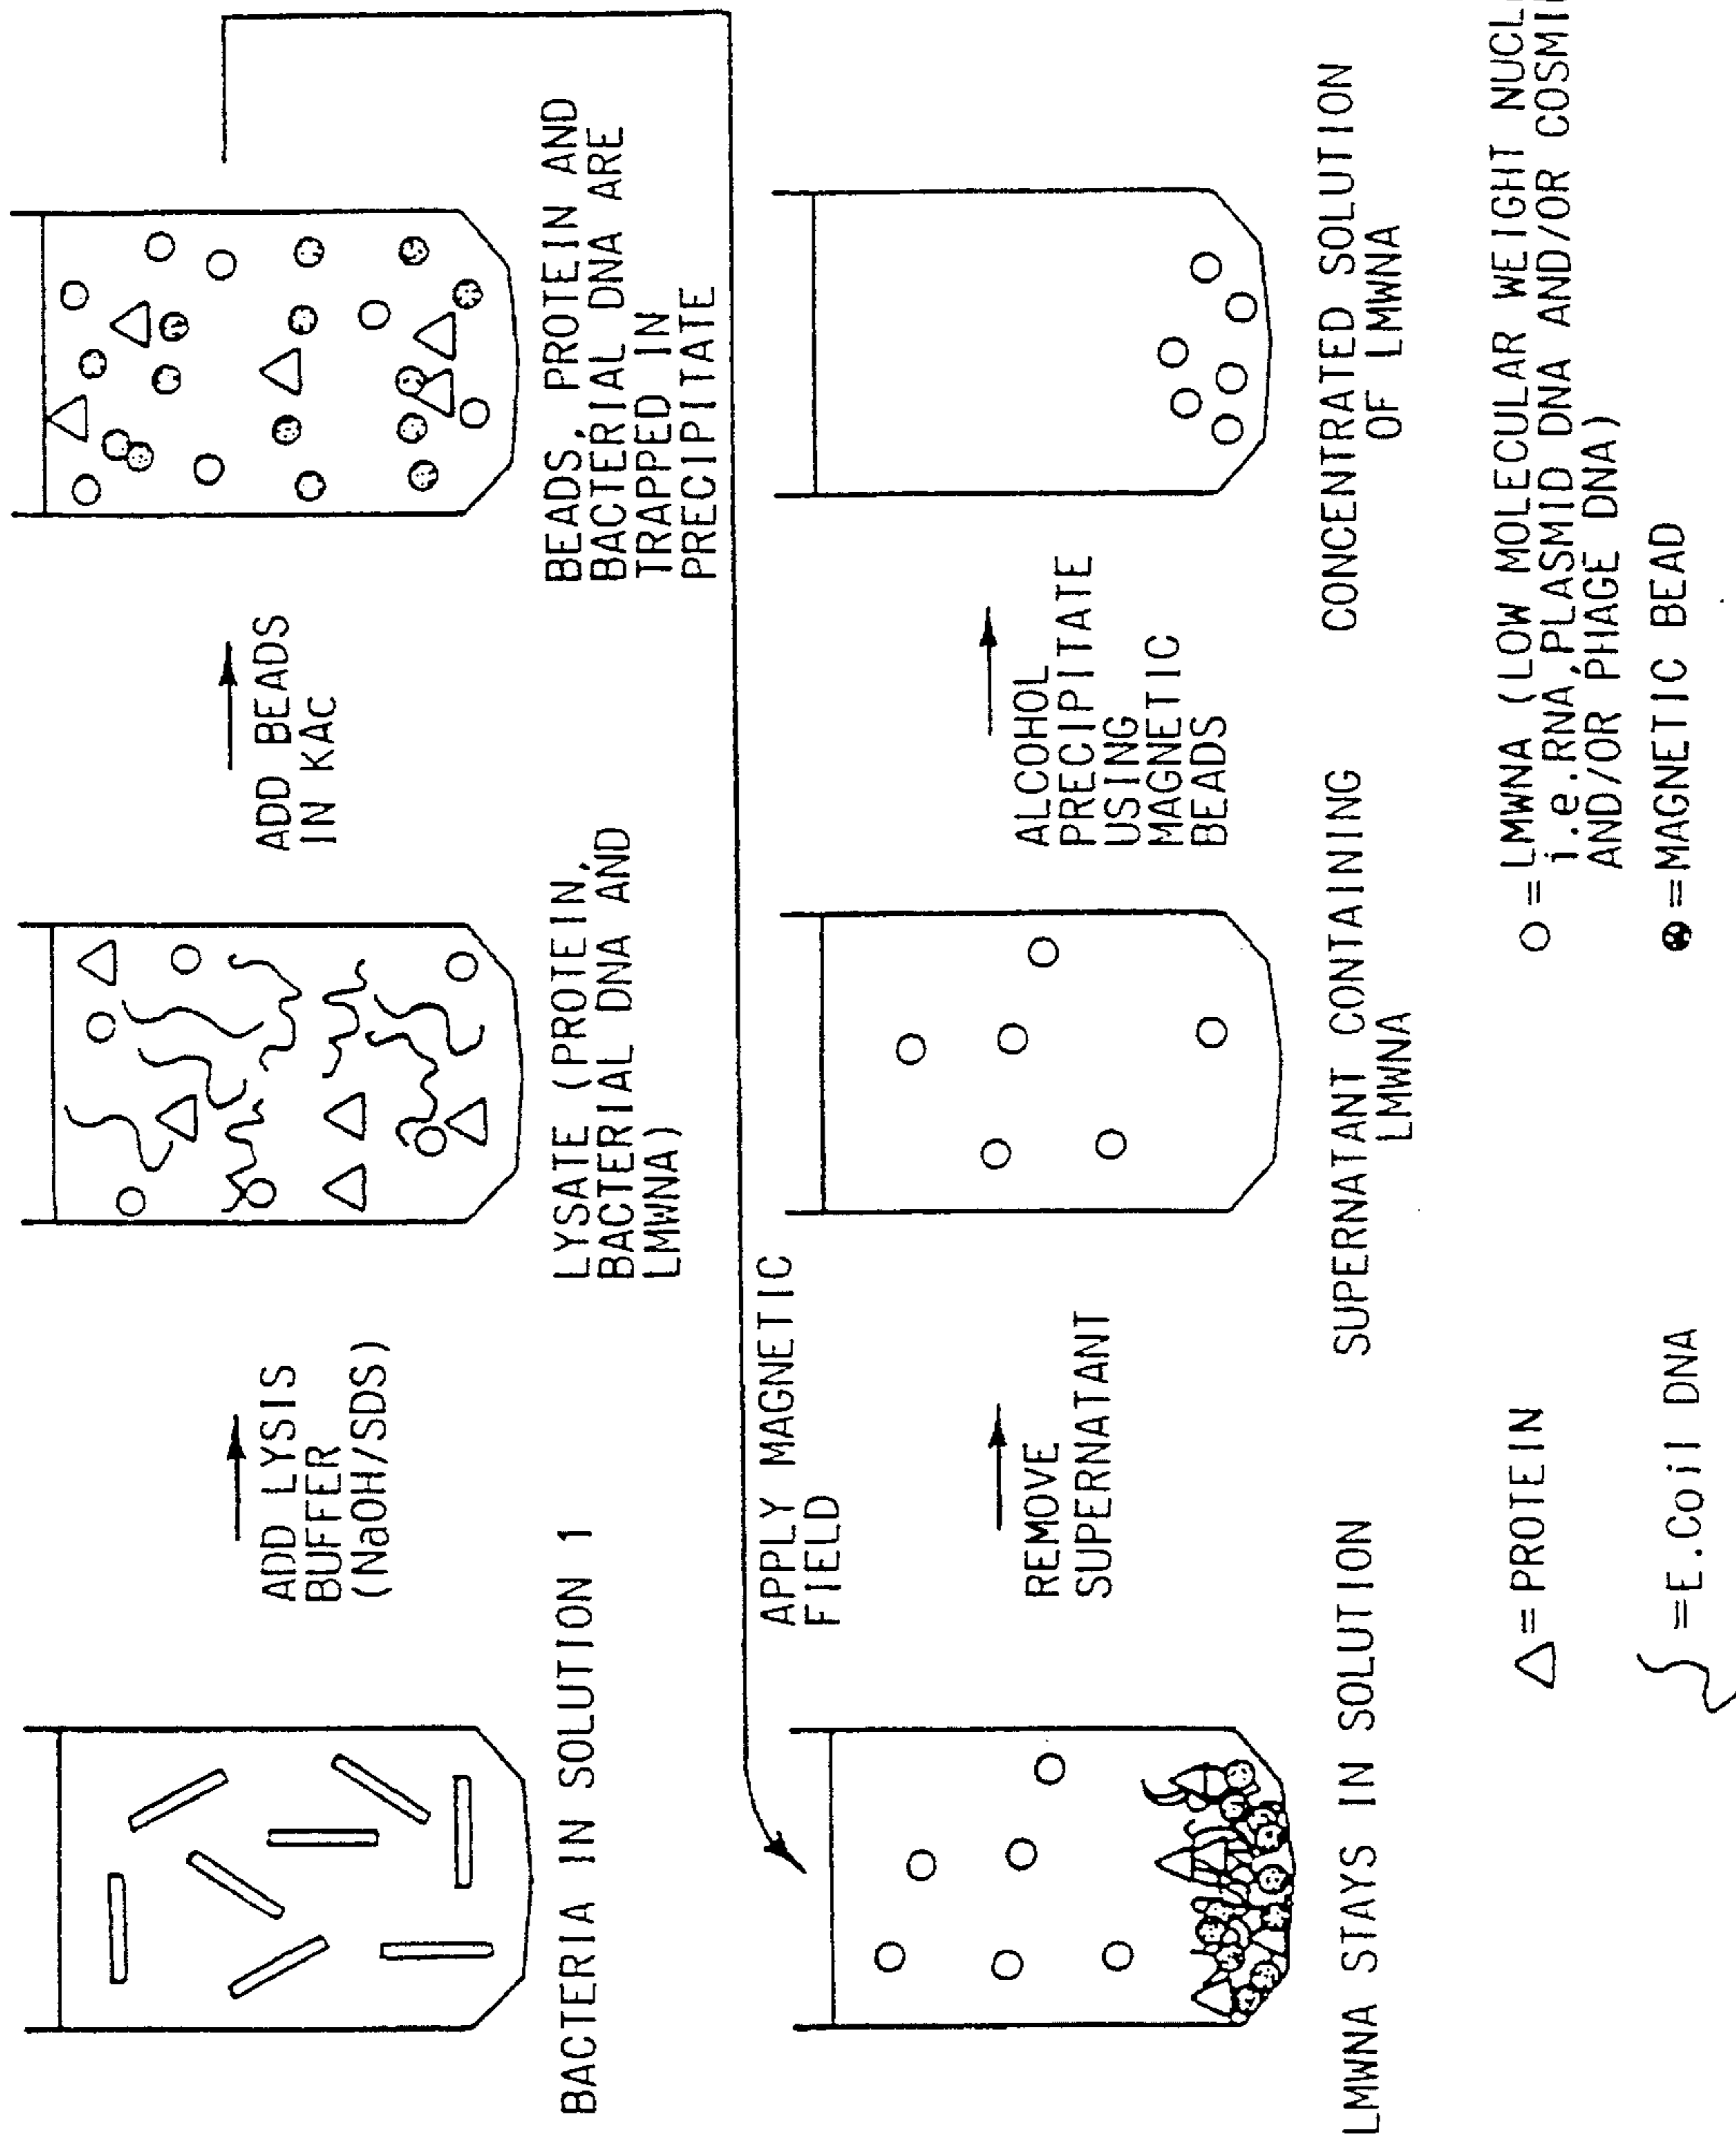 ADD LYSIS
BUFFER
(NaOH/SDS)
ADD BEADS
IN KAc
BACTERIA IN SOLUTION 1
LYSATE (PROTEIN,
BACTERIAL DNA AND
LMWNA)
BEADS, PROTEIN AND
BACTERIAL DNA ARE
TRAPPED IN
PRECIPITATE
APPLY MAGNETIC
FIELD
REMOVE
SUPERNATANT
ALCOHOL
PRECIPITATE
USING
MAGNETIC
BEADS
LMWNA STAYS IN SOLUTION
SUPERNATANT CONTAINING
LMWNA
CONCENTRATED SOLUTION
OF LMWNA
= PROTEIN
=E.Coil DNA
= LMWNA (LOW MOLECULAR WEIGHT
i.e.RNA,PLASMID DNA AND/OR
AND/OR PHAGE DNA)
=MAGNETIC BEAD